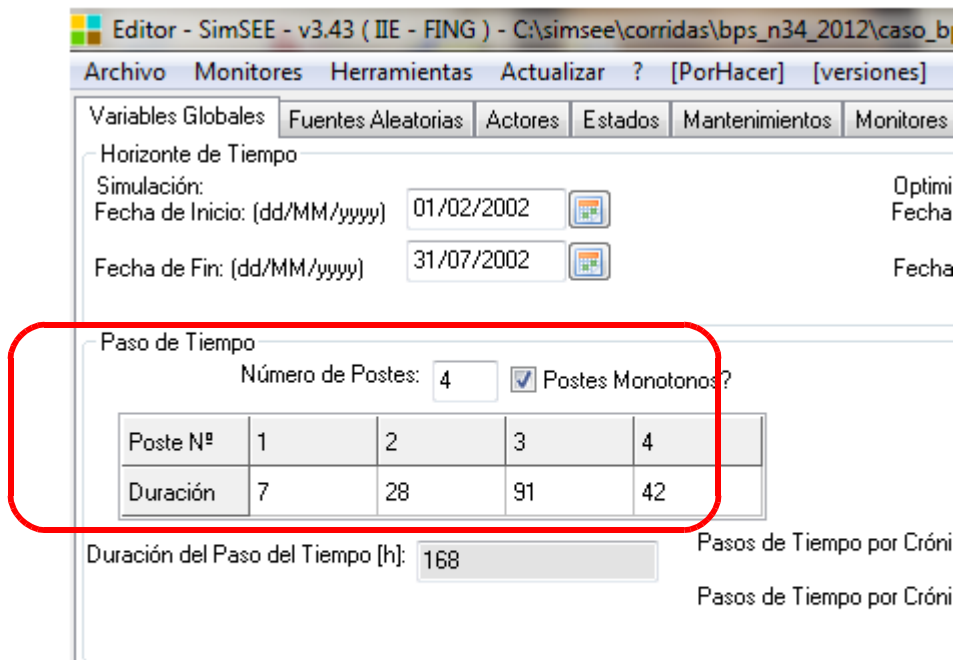 Editor - SimSEE - v3.43 ( IIE - FING ) - C:\simsee\corridas\bps_n34_2012\caso_b
Archivo Monitores Herramientas Actualizar ? [PorHacer] [versiones]
Variables Globales Fuentes Aleatorias Actores Estados Mantenimientos Monitores
Horizonte de Tiempo
Simulación: Optimi
Fecha de Inicio: (dd/MM/yyyy) 01/02/2002 Fecha
Fecha de Fin: (dd/MM/yyyy) 31/07/2002 Fecha
Paso de Tiempo
Número de Postes: 4 Postes Monotonos?
Poste Nº 1 2 3 4
Duración 7 28 91 42
Duración del Paso del Tiempo [h]: 168 Pasos de Tiempo por Cróni
Pasos de Tiempo por Cróni